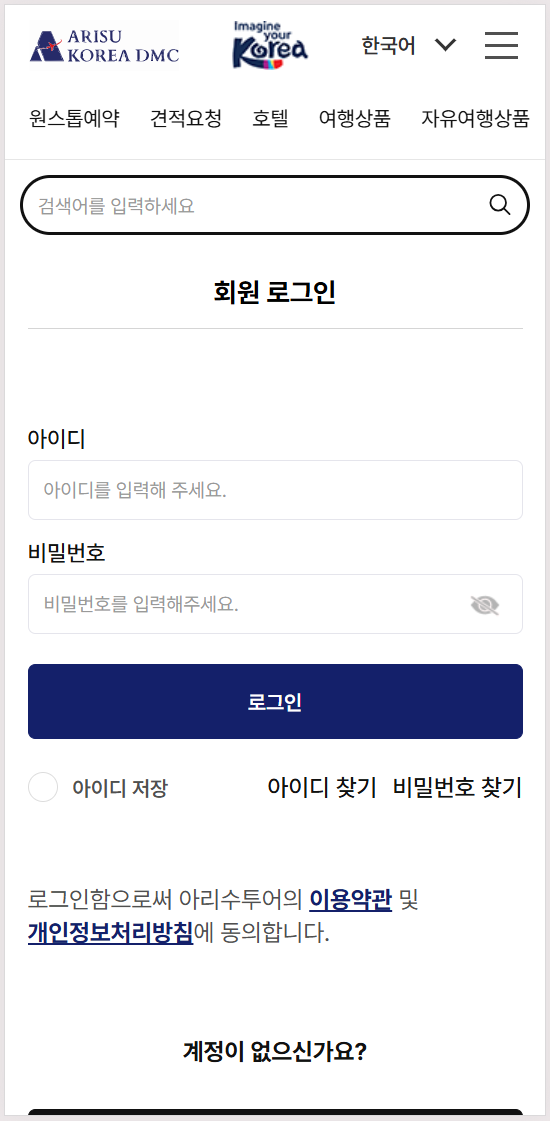 ARISU
KOREA DMC
Imagine
your
Korea
한국어
원스톱예약 견적요청 호텔 여행상품 자유여행상품
검색어를 입력하세요
회원 로그인
아이디
아이디를 입력해 주세요.
비밀번호
비밀번호를 입력해주세요.
로그인
아이디 저장 아이디 찾기 비밀번호 찾기
로그인함으로써 아리수투어의 이용약관 및
개인정보처리방침에 동의합니다.
계정이 없으신가요?